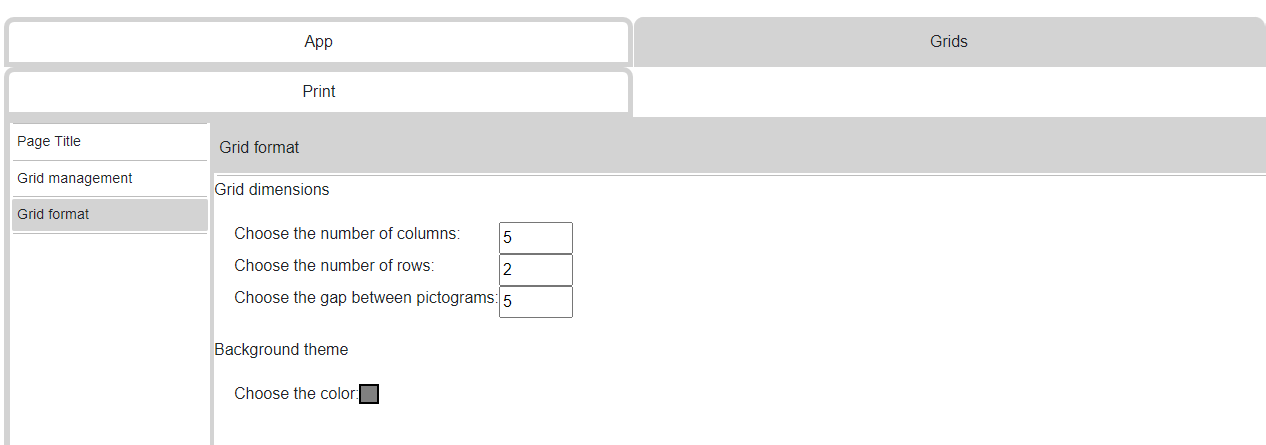 App
Grids
Print
Page Title
Grid management
Grid format
Grid format
Grid dimensions
Choose the number of columns: 5
Choose the number of rows: 2
Choose the gap between pictograms: 5
Background theme
Choose the color: